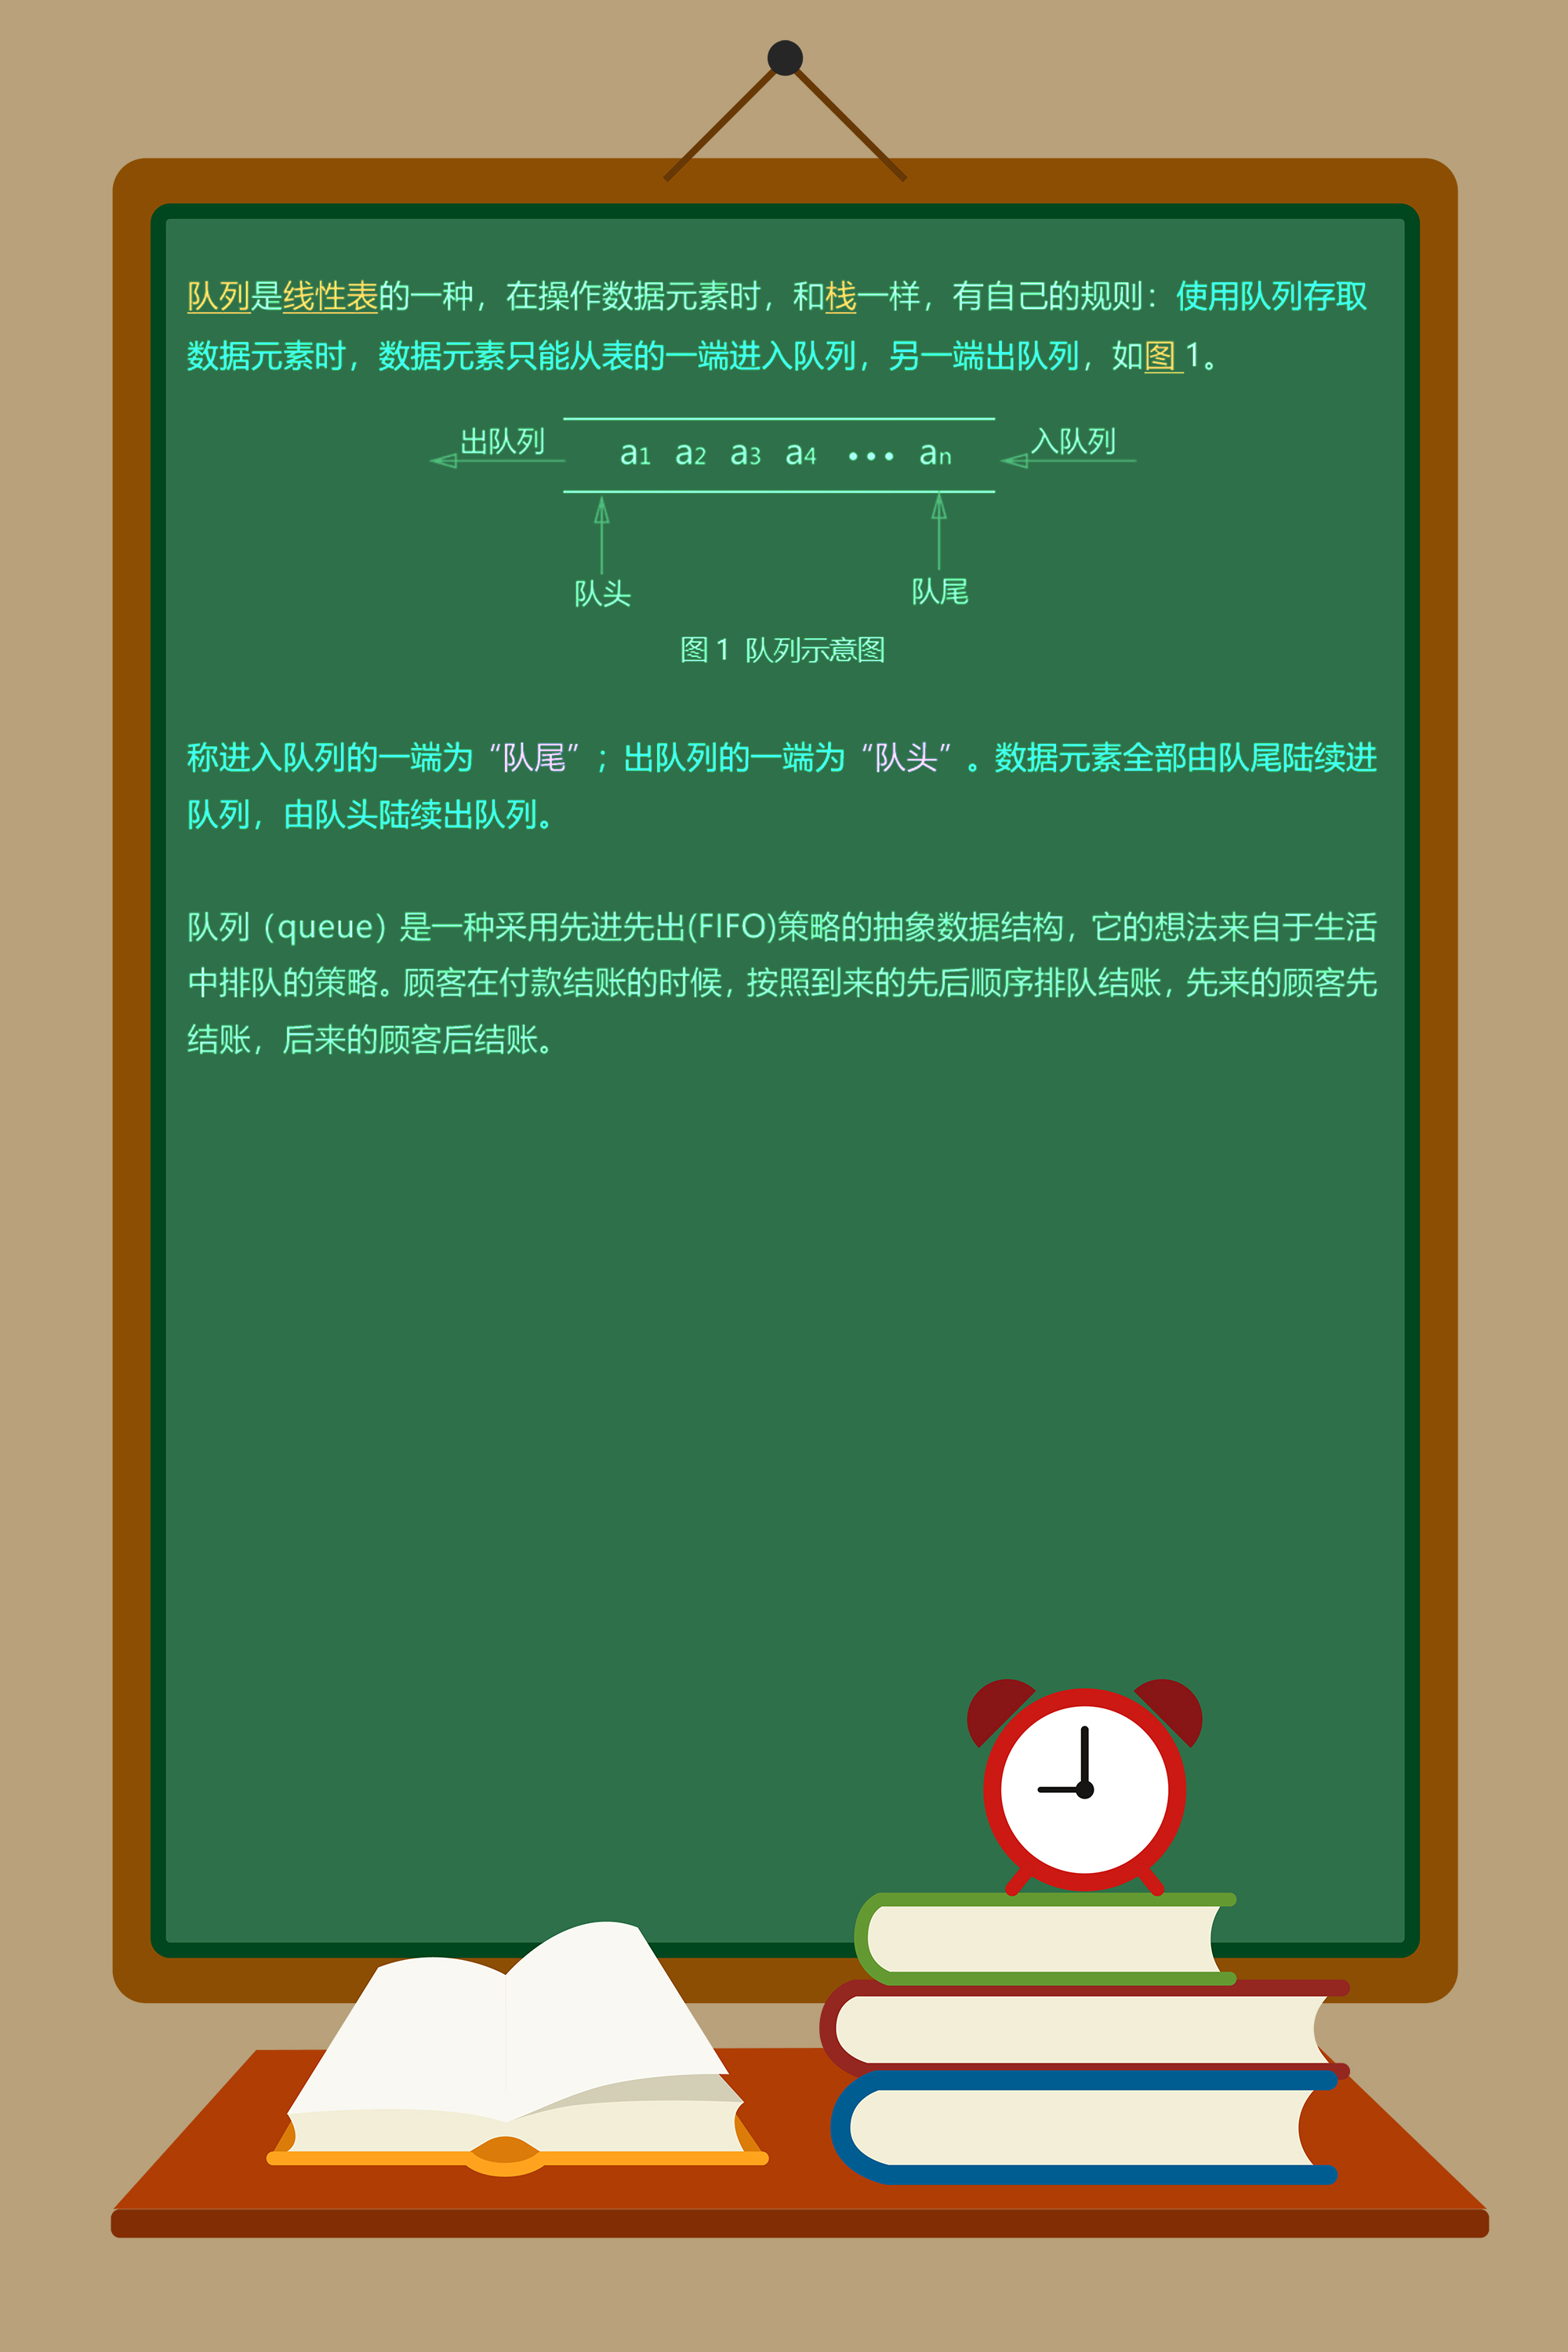 队列是线性表的一种，在操作数据元素时，和栈一样，有自己的规则：使用队列存取
数据元素时，数据元素只能从表的一端进入队列，另一端出队列，如图 1。
出队列 a1 a2 a3 a4 ••• an 入队列
队头 队尾
图 1 队列示意图
称进入队列的一端为“队尾”；出队列的一端为“队头”。数据元素全部由队尾陆续进
队列，由队头陆续出队列。
队列（queue）是一种采用先进先出(FIFO)策略的抽象数据结构，它的想法来自于生活
中排队的策略。顾客在付款结账的时候，按照到来的先后顺序排队结账，先来的顾客先
结账，后来的顾客后结账。